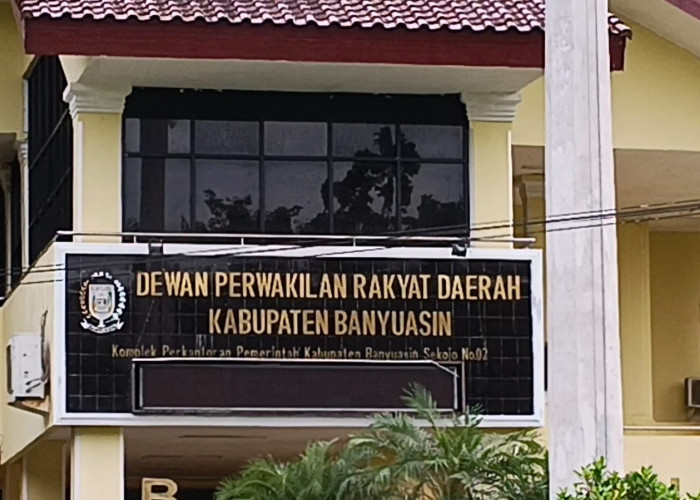 DEWAN PERWAKILAN RAKYAT DAERAH
KABUPATEN BANYUASIN
Komplek Perkantoran Pemerintah Kabupaten Banyuasin Sekojo No.02
B